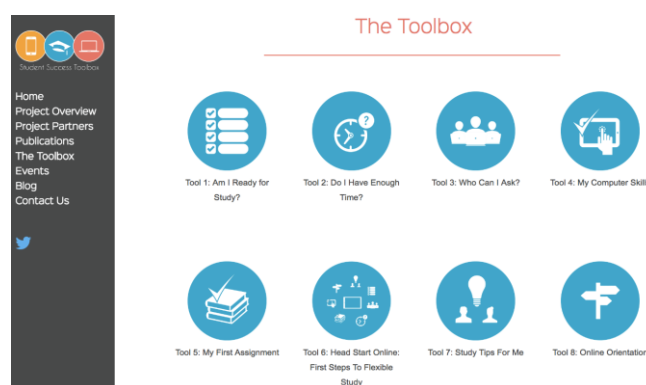 The Toolbox
Student Success Toolbox
Home
Project Overview
Project Partners
Publications
The Toolbox
Events
Blog
Contact Us
?
Tool 1: Am I Ready for
Study?
Tool 2: Do I Have Enough
Time?
Tool 3: Who Can I Ask?
Tool 4: My Computer Skill
Tool 5: My First Assignment
Tool 6: Head Start Online:
First Steps To Flexible
Study
Tool 7: Study Tips For Me
Tool 8: Online Orientation